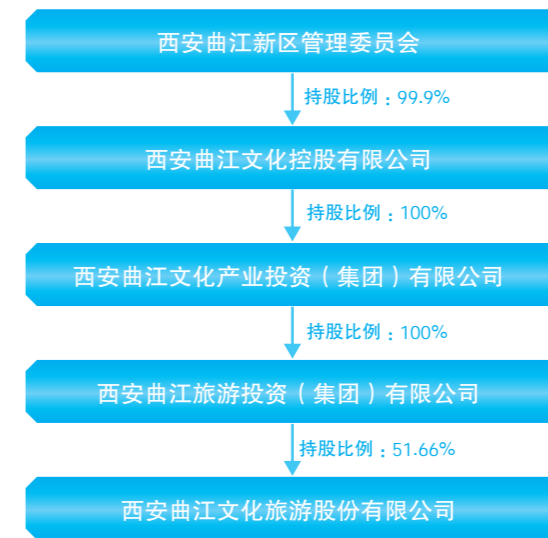 西安曲江新区管理委员会
持股比例：99.9%
西安曲江文化控股有限公司
持股比例：100%
西安曲江文化产业投资（集团）有限公司
持股比例：100%
西安曲江旅游投资（集团）有限公司
持股比例：51.66%
西安曲江文化旅游股份有限公司